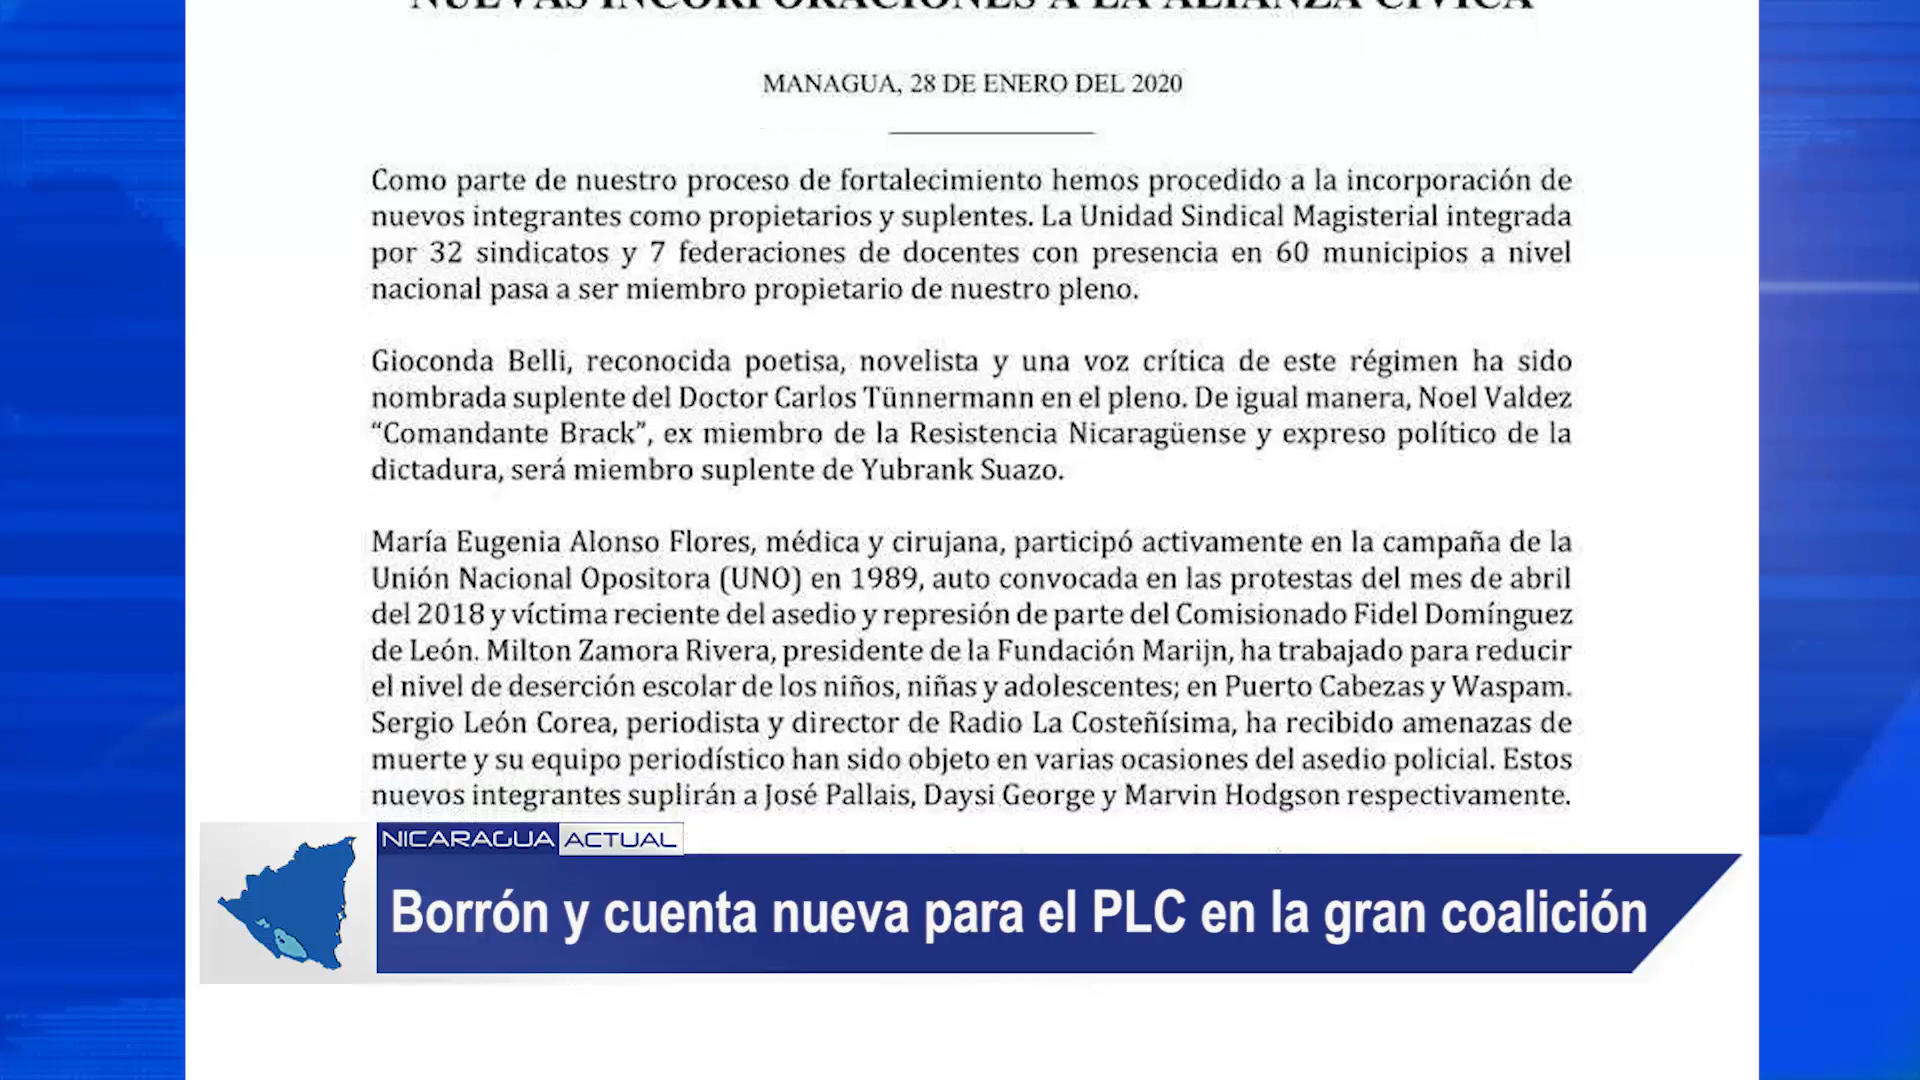 NUEVAS INCORPORACIONES A LA ALIANZA CÍVICA
MANAGUA, 28 DE ENERO DEL 2020
Como parte de nuestro proceso de fortalecimiento hemos procedido a la incorporación de
nuevos integrantes como propietarios y suplentes. La Unidad Sindical Magisterial integrada
por 32 sindicatos y 7 federaciones de docentes con presencia en 60 municipios a nivel
nacional pasa a ser miembro propietario de nuestro pleno.
Gioconda Belli, reconocida poetisa, novelista y una voz crítica de este régimen ha sido
nombrada suplente del Doctor Carlos Tünnermann en el pleno. De igual manera, Noel Valdez
“Comandante Brack”, ex miembro de la Resistencia Nicaragüense y expreso político de la
dictadura, será miembro suplente de Yubrank Suazo.
María Eugenia Alonso Flores, médica y cirujana, participó activamente en la campaña de la
Unión Nacional Opositora (UNO) en 1989, auto convocada en las protestas del mes de abril
del 2018 y víctima reciente del asedio y represión de parte del Comisionado Fidel Domínguez
de León. Milton Zamora Rivera, presidente de la Fundación Marijn, ha trabajado para reducir
el nivel de deserción escolar de los niños, niñas y adolescentes; en Puerto Cabezas y Waspam.
Sergio León Corea, periodista y director de Radio La Costeñísima, ha recibido amenazas de
muerte y su equipo periodístico han sido objeto en varias ocasiones del asedio policial. Estos
nuevos integrantes suplirán a José Pallais, Daysi George y Marvin Hodgson respectivamente.
NICARAGUA ACTUAL
Borrón y cuenta nueva para el PLC en la gran coalición